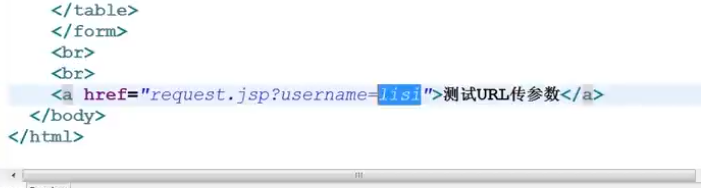 </table>
</form>
<br>
<br>
<a href="request.jsp?username=lisi">测试URL传参数</a>
</body>
</html>